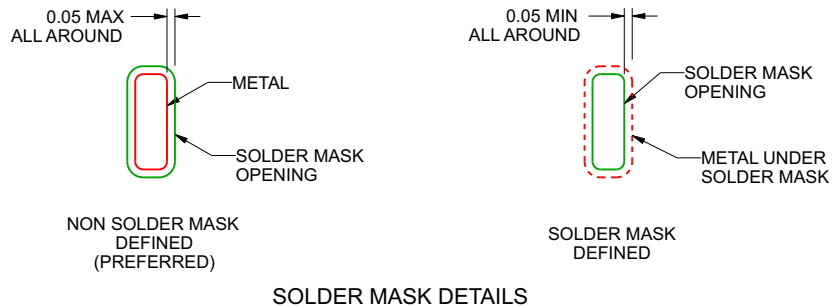 0.05 MAX
ALL AROUND
METAL
SOLDER MASK
OPENING
NON SOLDER MASK
DEFINED
(PREFERRED)
0.05 MIN
ALL AROUND
SOLDER MASK
OPENING
METAL UNDER
SOLDER MASK
SOLDER MASK
DEFINED
SOLDER MASK DETAILS